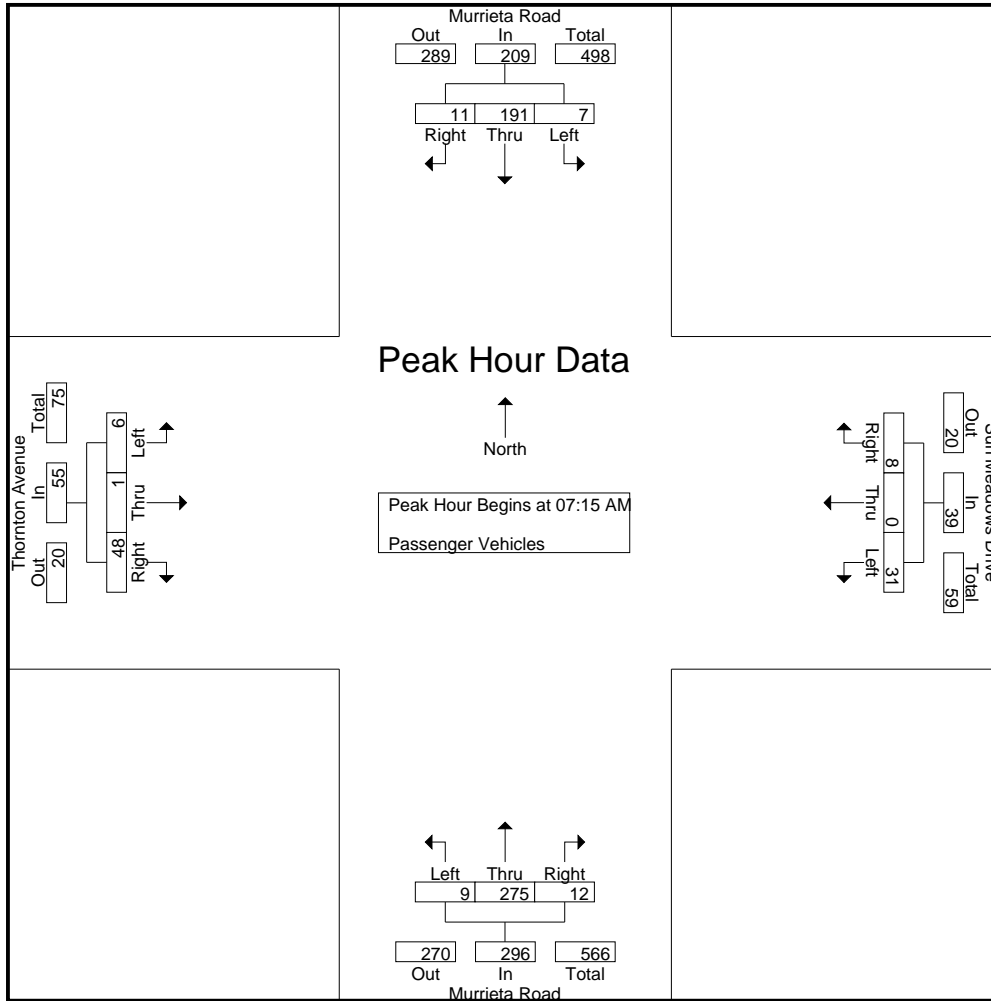 Murrieta Road
Out In Total
289 209 498
11 191 7
Right Thru Left
Peak Hour Data
North
Peak Hour Begins at 07:15 AM
Passenger Vehicles
Thornton Avenue
Total In Out
75 55 20
6 1 48
Left Thru Right
Right Thru Left
8 0 31
Out In Total
20 39 59
Sun Meadows Drive
Left Thru Right
9 275 12
270 296 566
Out In Total
Murrieta Road